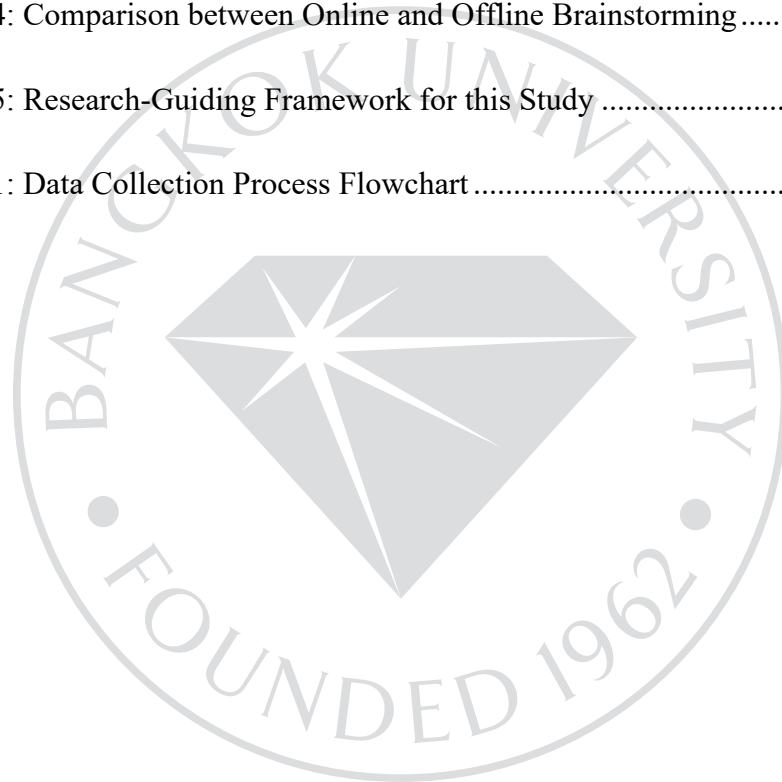 4: Comparison between Online and Offline Brainstorming.....
5: Research-Guiding Framework for this Study ......................
1: Data Collection Process Flowchart.......................................
BANGKOK UNIVERSITY
• FOUNDED 1962 •